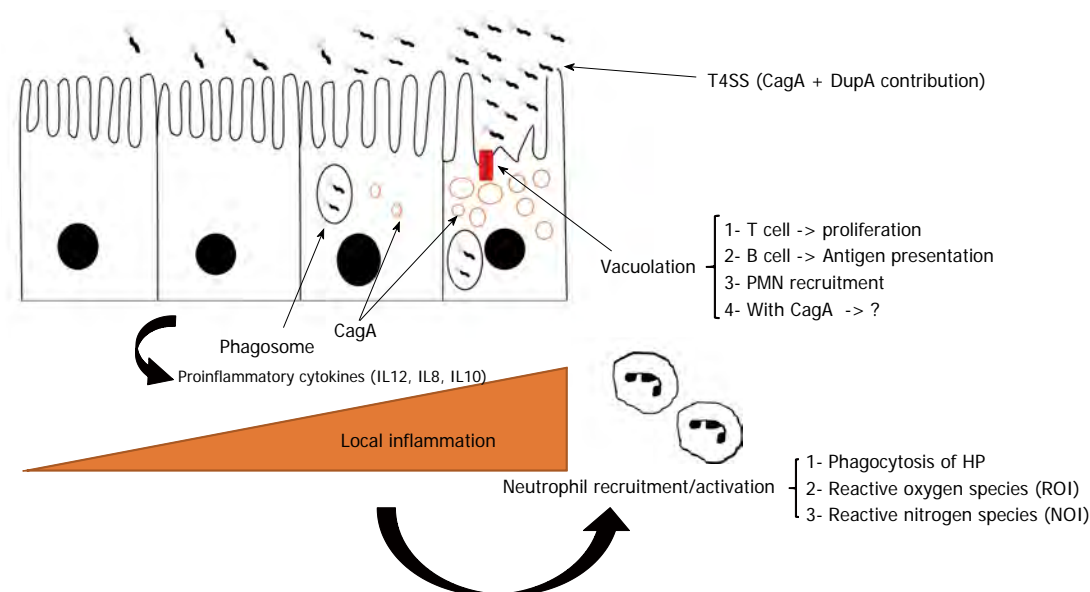 T4SS (CagA + DupA contribution)
1- T cell -> proliferation
2- B cell -> Antigen presentation
Vacuolation
3- PMN recruitment
4- With CagA -> ?
CagA
Phagosome
Proinflammatory cytokines (IL12, IL8, IL10)
Local inflammation
1- Phagocytosis of HP
Neutrophil recruitment/activation
2- Reactive oxygen species (ROI)
3- Reactive nitrogen species (NOI)